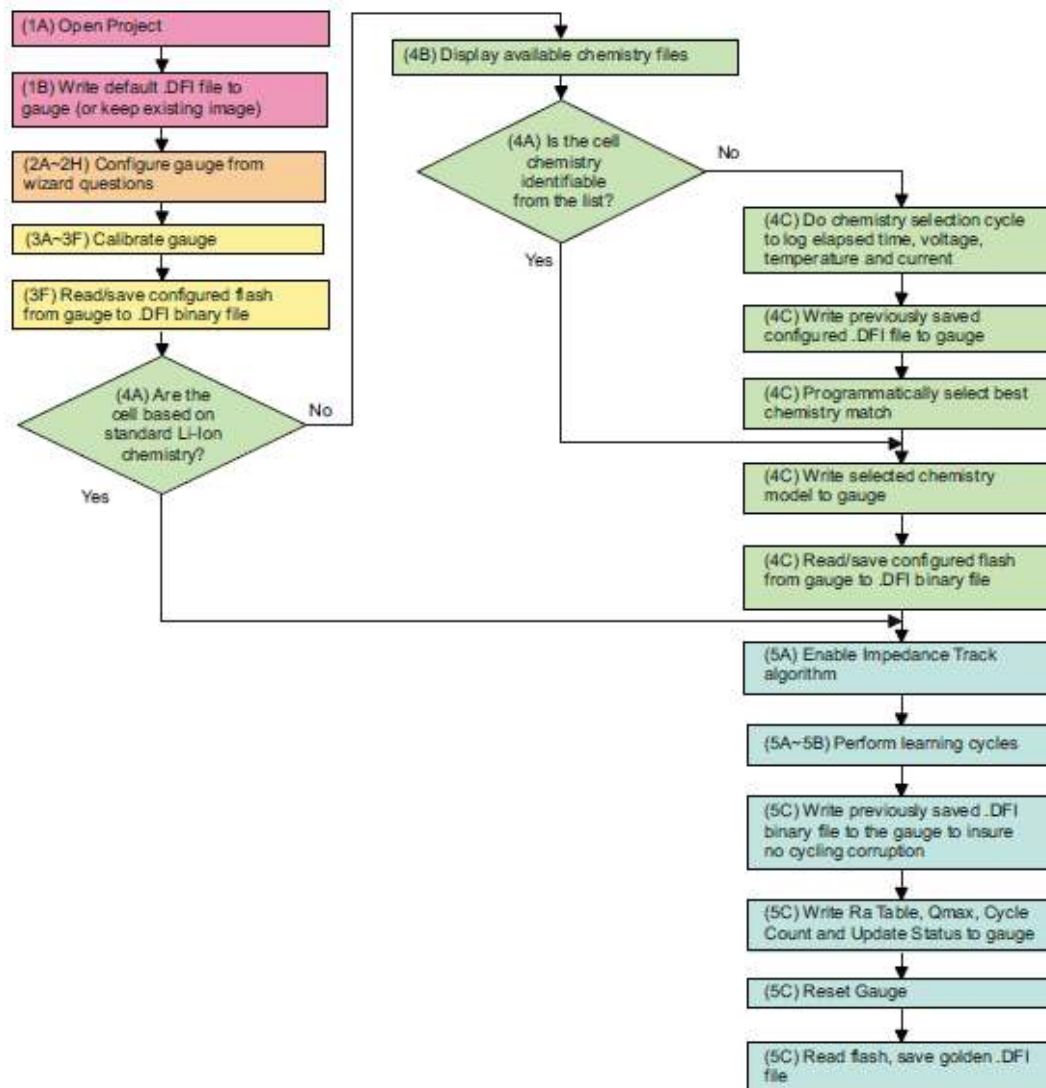 (1A) Open Project
(1B) Write default .DFI file to
gauge (or keep existing image)
(2A~2H) Configure gauge from
wizard questions
(3A~3F) Calibrate gauge
(3F) Read/save configured flash
from gauge to .DFI binary file
(4A) Are the
cell based on
standard Li-Ion
chemistry?
No
Yes
(4B) Display available chemistry files
(4A) Is the cell
chemistry
identifiable
from the list?
No
Yes
(4C) Do chemistry selection cycle
to log elapsed time, voltage,
temperature and current
(4C) Write previously saved
configured .DFI file to gauge
(4C) Programmatically select best
chemistry match
(4C) Write selected chemistry
model to gauge
(4C) Read/save configured flash
from gauge to .DFI binary file
(5A) Enable Impedance Track
algorithm
(5A~5B) Perform learning cycles
(5C) Write previously saved .DFI
binary file to the gauge to insure
no cycling corruption
(5C) Write Ra Table, Qmax, Cycle
Count and Update Status to gauge
(5C) Reset Gauge
(5C) Read flash, save golden .DFI
file